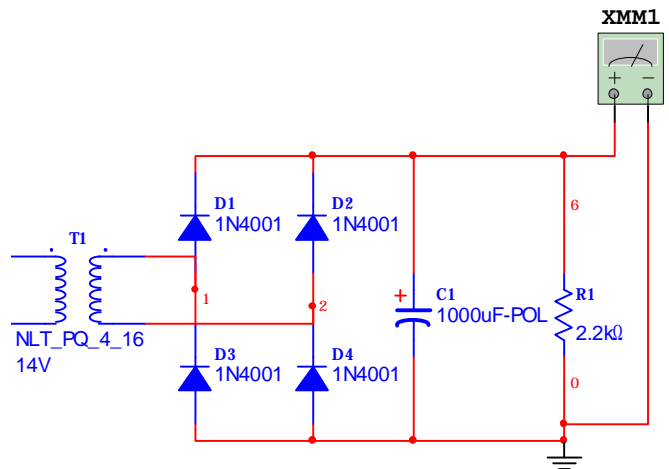 XMM1
+ −
D1
1N4001
D2
1N4001
6
T1
1
2
+
C1
1000uF-POL
R1
2.2kΩ
NLT_PQ_4_16
14V
D3
1N4001
D4
1N4001
0